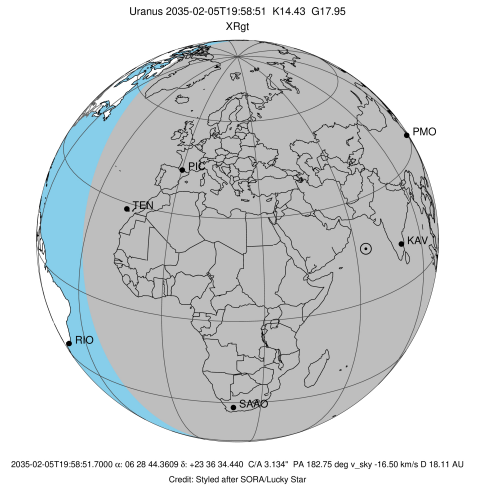 Uranus 2035-02-05T19:58:51 K14.43 G17.95
XRgt
PMO
PIC
TEN
KAV
RIO
SAAO
2035-02-05T19:58:51.7000 α: 06 28 44.3609 δ: +23 36 34.440 C/A 3.134" PA 182.75 deg v_sky -16.50 km/s D 18.11 AU
Credit: Styled after SORA/Lucky Star